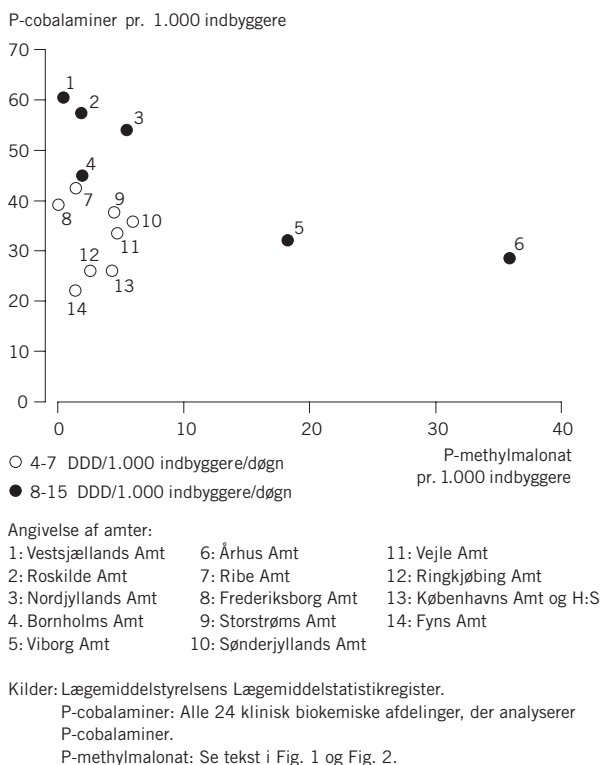 P-cobalaminer pr. 1.000 indbyggere
70
60
50
40
30
20
10
0
1
2
3
4
7
8
9
10
11
12
13
14
5
6
0 10 20 30 40
P-methylmalonat
pr. 1.000 indbyggere
4-7 DDD/1.000 indbyggere/døgn
8-15 DDD/1.000 indbyggere/døgn
Angivelse af amter:
1: Vestsjællands Amt 6: Århus Amt 11: Vejle Amt
2: Roskilde Amt 7: Ribe Amt 12: Ringkjøbing Amt
3: Nordjyllands Amt 8: Frederiksborg Amt 13: Københavns Amt og H:S
4. Bornholms Amt 9: Storstrøms Amt 14: Fyns Amt
5: Viborg Amt 10: Sønderjyllands Amt
Kilder: Lægemiddelstyrelsens Lægemiddelstatistikregister.
P-cobalaminer: Alle 24 klinisk biokemiske afdelinger, der analyserer
P-cobalaminer.
P-methylmalonat: Se tekst i Fig. 1 og Fig. 2.